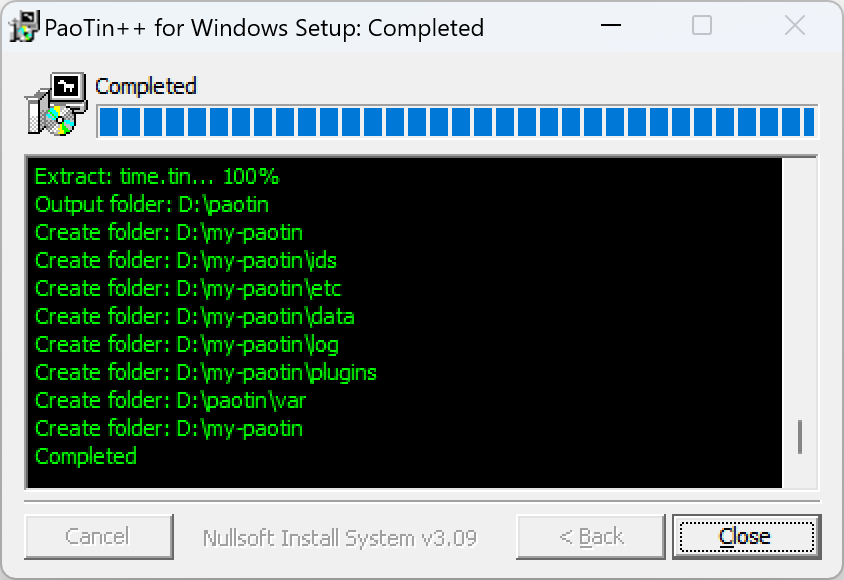 PaoTin++ for Windows Setup: Completed
Completed
Extract: time.tin... 100%
Output folder: D:\paotin
Create folder: D:\my-paotin
Create folder: D:\my-paotin\ids
Create folder: D:\my-paotin\etc
Create folder: D:\my-paotin\data
Create folder: D:\my-paotin\log
Create folder: D:\my-paotin\plugins
Create folder: D:\paotin\var
Create folder: D:\my-paotin
Completed
Cancel
Nullsoft Install System v3.09
< Back
Close